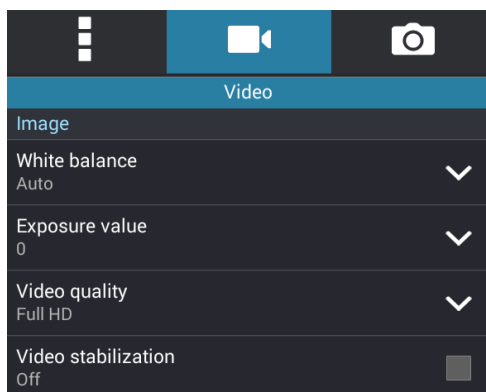 Video
Image
White balance
Auto
Exposure value
0
Video quality
Full HD
Video stabilization
Off